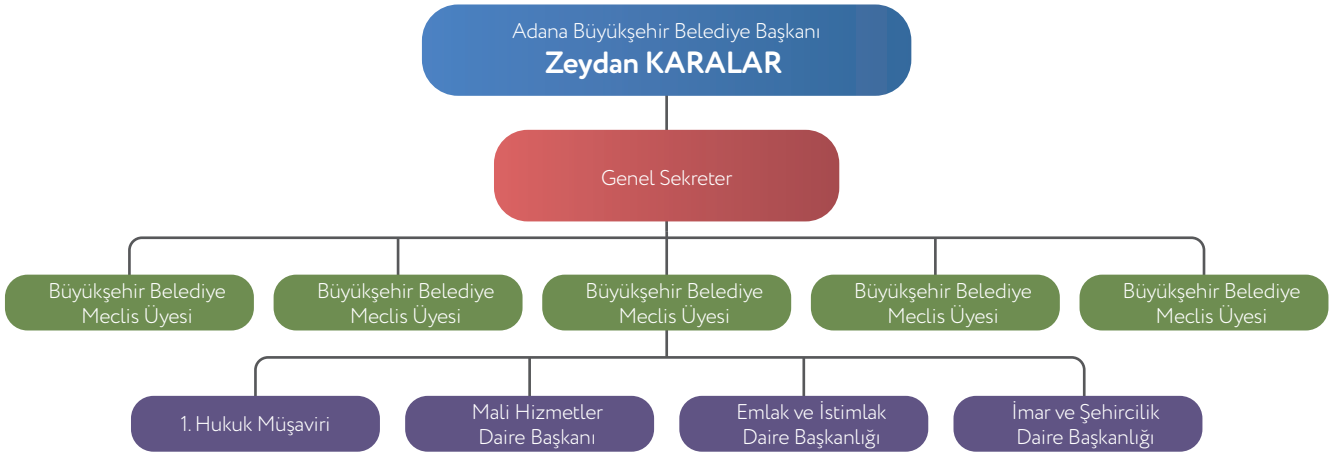 Adana Büyükşehir Belediye Başkanı
Zeydan KARALAR
Genel Sekreter
Büyükşehir Belediye
Meclis Üyesi
Büyükşehir Belediye
Meclis Üyesi
Büyükşehir Belediye
Meclis Üyesi
Büyükşehir Belediye
Meclis Üyesi
Büyükşehir Belediye
Meclis Üyesi
1. Hukuk Müşaviri
Mali Hizmetler
Daire Başkanı
Emlak ve İstimlak
Daire Başkanlığı
İmar ve Şehircilik
Daire Başkanlığı